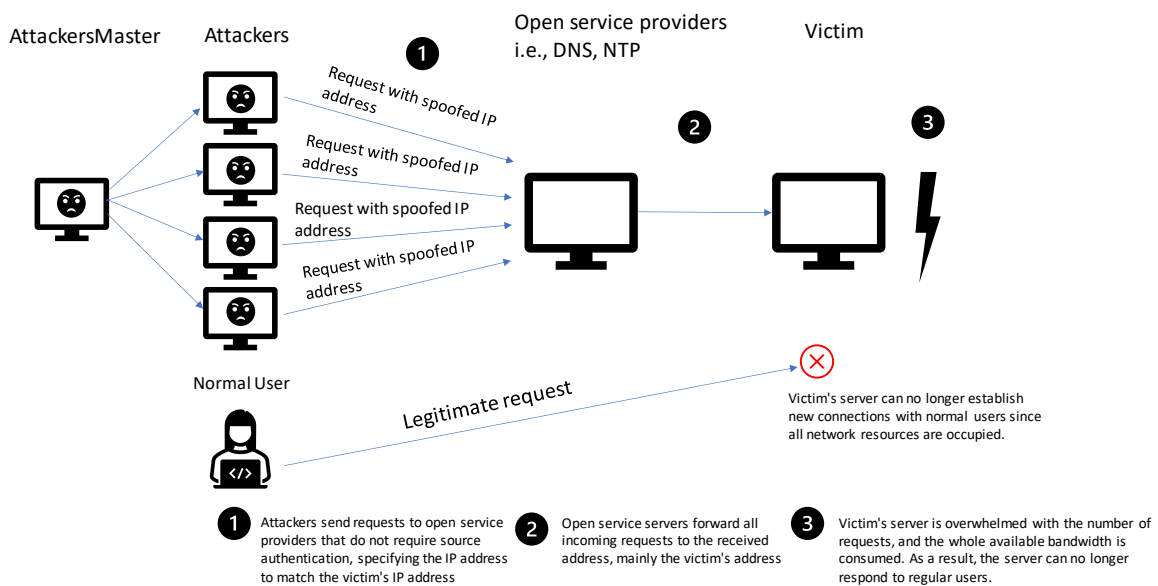 AttackersMaster
Attackers
Open service providers
i.e., DNS, NTP
Victim
1
2
3
Request with spoofed IP
address
Request with spoofed IP
address
Request with spoofed IP
address
Request with spoofed IP
address
Normal User
</>
Legitimate request
Victim's server can no longer establish
new connections with normal users since
all network resources are occupied.
1
Attackers send requests to open service
providers that do not require source
authentication, specifying the IP address
to match the victim's IP address
2
Open service servers forward all
incoming requests to the received
address, mainly the victim's address
3
Victim's server is overwhelmed with the number of
requests, and the whole available bandwidth is
consumed. As a result, the server can no longer
respond to regular users.